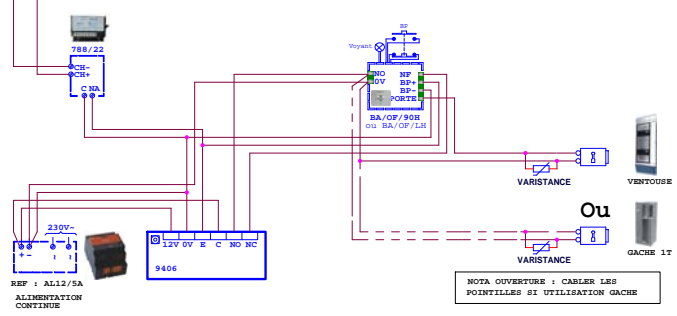 788/22
CH-
CH+
C NA
BP
Voyant
NO
0V
NF
BP+
BP-
PORTE
BA/OF/90H
ou BA/OF/LH
VARISTANCE
VENTOUSE
Ou
VARISTANCE
GACHE 1T
230V~
+ - ~ ~
REF : AL12/5A
ALIMENTATION
CONTINUE
12V 0V E C NO NC
9406
NOTA OUVERTURE : CABLER LES
POINTILLES SI UTILISATION GACHE